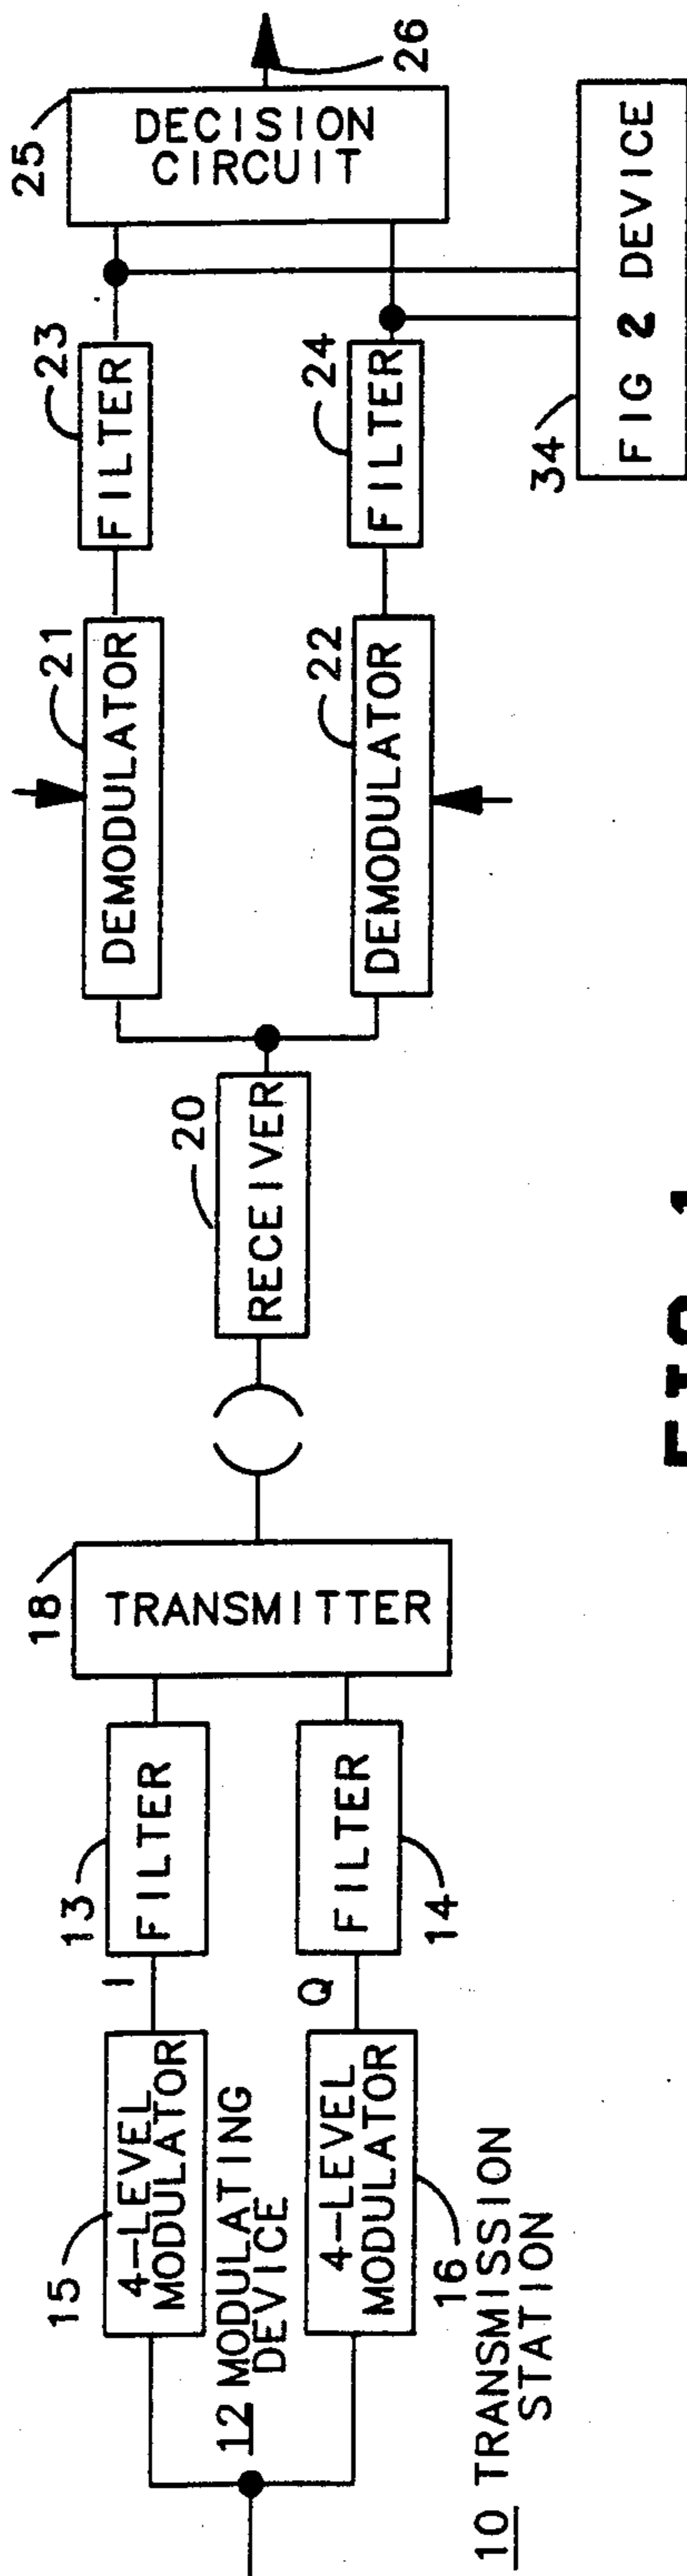 15
4-LEVEL
MODULATOR
I
13
FILTER
18
TRANSMITTER
20
RECEIVER
21
DEMODULATOR
23
FILTER
25
DECISION
CIRCUIT
26
12 MODULATING
DEVICE
4-LEVEL
MODULATOR
16
Q
FILTER
14
22
DEMODULATOR
24
FILTER
34
FIG 2 DEVICE
10 TRANSMISSION
STATION